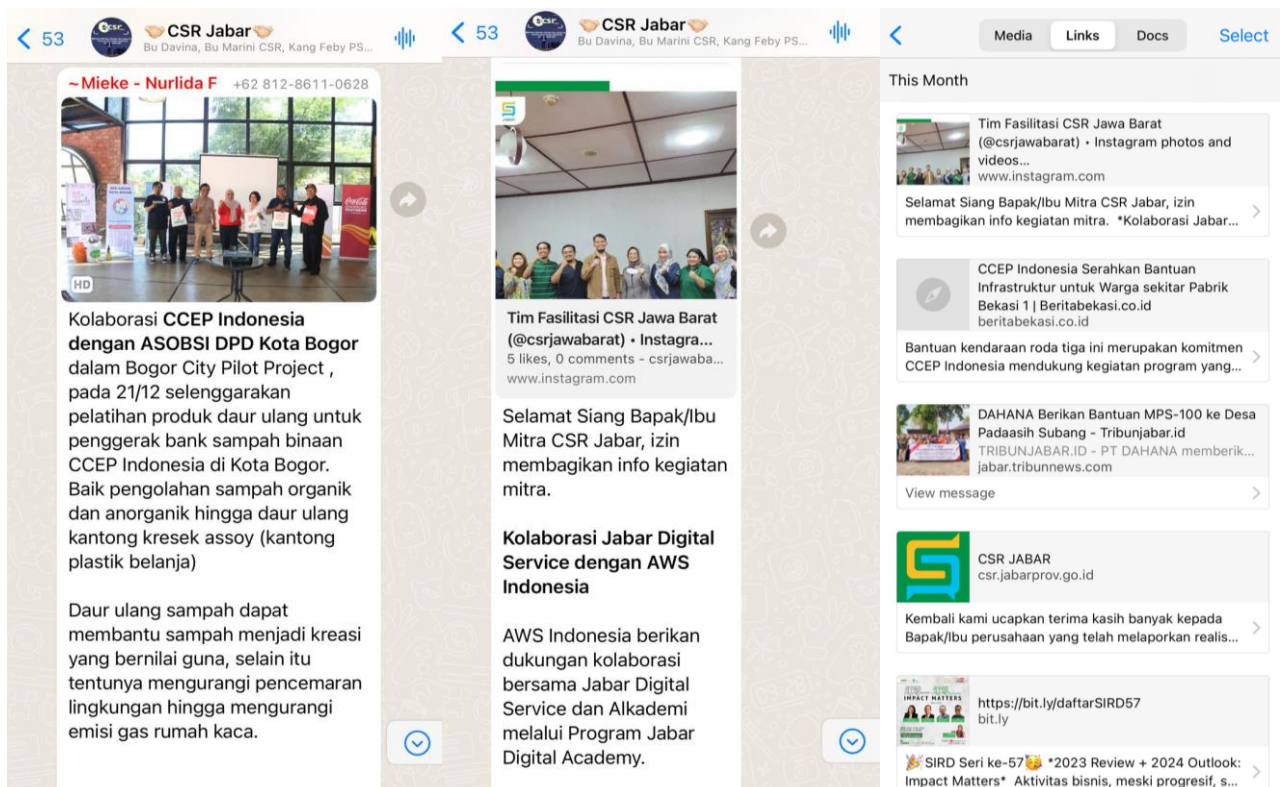 53
🤝🏻CSR Jabar🤝🏻
Bu Davina, Bu Marini CSR, Kang Feby PS...
~Mieke - Nurlida F +62 812-8611-0628
HD
Kolaborasi CCEP Indonesia
dengan ASOBSI DPD Kota Bogor
dalam Bogor City Pilot Project ,
pada 21/12 selenggarakan
pelatihan produk daur ulang untuk
penggerak bank sampah binaan
CCEP Indonesia di Kota Bogor.
Baik pengolahan sampah organik
dan anorganik hingga daur ulang
kantong kresek assoy (kantong
plastik belanja)
Daur ulang sampah dapat
membantu sampah menjadi kreasi
yang bernilai guna, selain itu
tentunya mengurangi pencemaran
lingkungan hingga mengurangi
emisi gas rumah kaca.
53
🤝🏻CSR Jabar🤝🏻
Bu Davina, Bu Marini CSR, Kang Feby PS...
Tim Fasilitasi CSR Jawa Barat
(@csrjawabarat) • Instagra...
5 likes, 0 comments - csrjawaba...
www.instagram.com
Selamat Siang Bapak/Ibu
Mitra CSR Jabar, izin
membagikan info kegiatan
mitra.
Kolaborasi Jabar Digital
Service dengan AWS
Indonesia
AWS Indonesia berikan
dukungan kolaborasi
bersama Jabar Digital
Service dan Alkademi
melalui Program Jabar
Digital Academy.
Media Links Docs Select
This Month
Tim Fasilitasi CSR Jawa Barat
(@csrjawabarat) • Instagram photos and
videos...
www.instagram.com
Selamat Siang Bapak/Ibu Mitra CSR Jabar, izin
membagikan info kegiatan mitra. *Kolaborasi Jabar...
CCEP Indonesia Serahkan Bantuan
Infrastruktur untuk Warga sekitar Pabrik
Bekasi 1 | Beritabekasi.co.id
beritabekasi.co.id
Bantuan kendaraan roda tiga ini merupakan komitmen
CCEP Indonesia mendukung kegiatan program yang...
DAHANA Berikan Bantuan MPS-100 ke Desa
Padaasih Subang - Tribunjabar.id
TRIBUNJABAR.ID - PT DAHANA memberik...
jabar.tribunnews.com
View message
CSR JABAR
csr.jabarprov.go.id
Kembali kami ucapkan terima kasih banyak kepada
Bapak/Ibu perusahaan yang telah melaporkan realis...
IMPACT MATTERS
https://bit.ly/daftarSIRD57
bit.ly
🎉SIRD Seri ke-57🥳 *2023 Review + 2024 Outlook:
Impact Matters* Aktivitas bisnis, meski progresif, s...